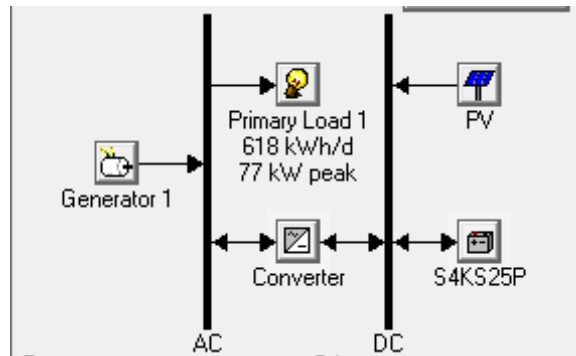 Primary Load 1
618 kWh/d
77 kW peak
PV
Generator 1
Converter
S4KS25P
AC
DC